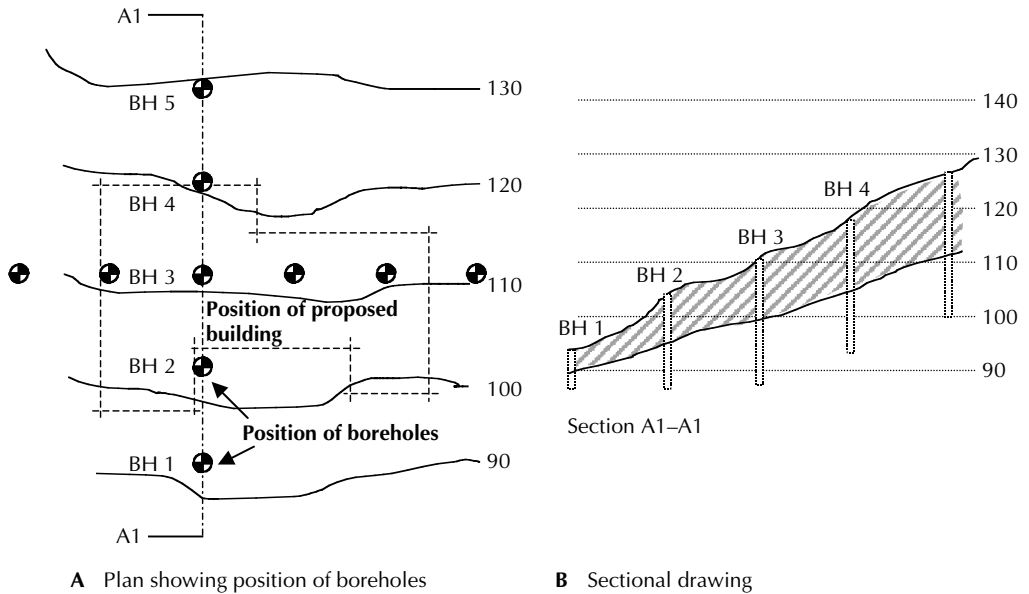 A1
130
BH 5
120
BH 4
BH 3
110
Position of proposed
building
BH 2
100
Position of boreholes
BH 1
90
A1
A Plan showing position of boreholes
140
130
BH 4
120
BH 3
110
BH 2
100
BH 1
90
Section A1–A1
B Sectional drawing